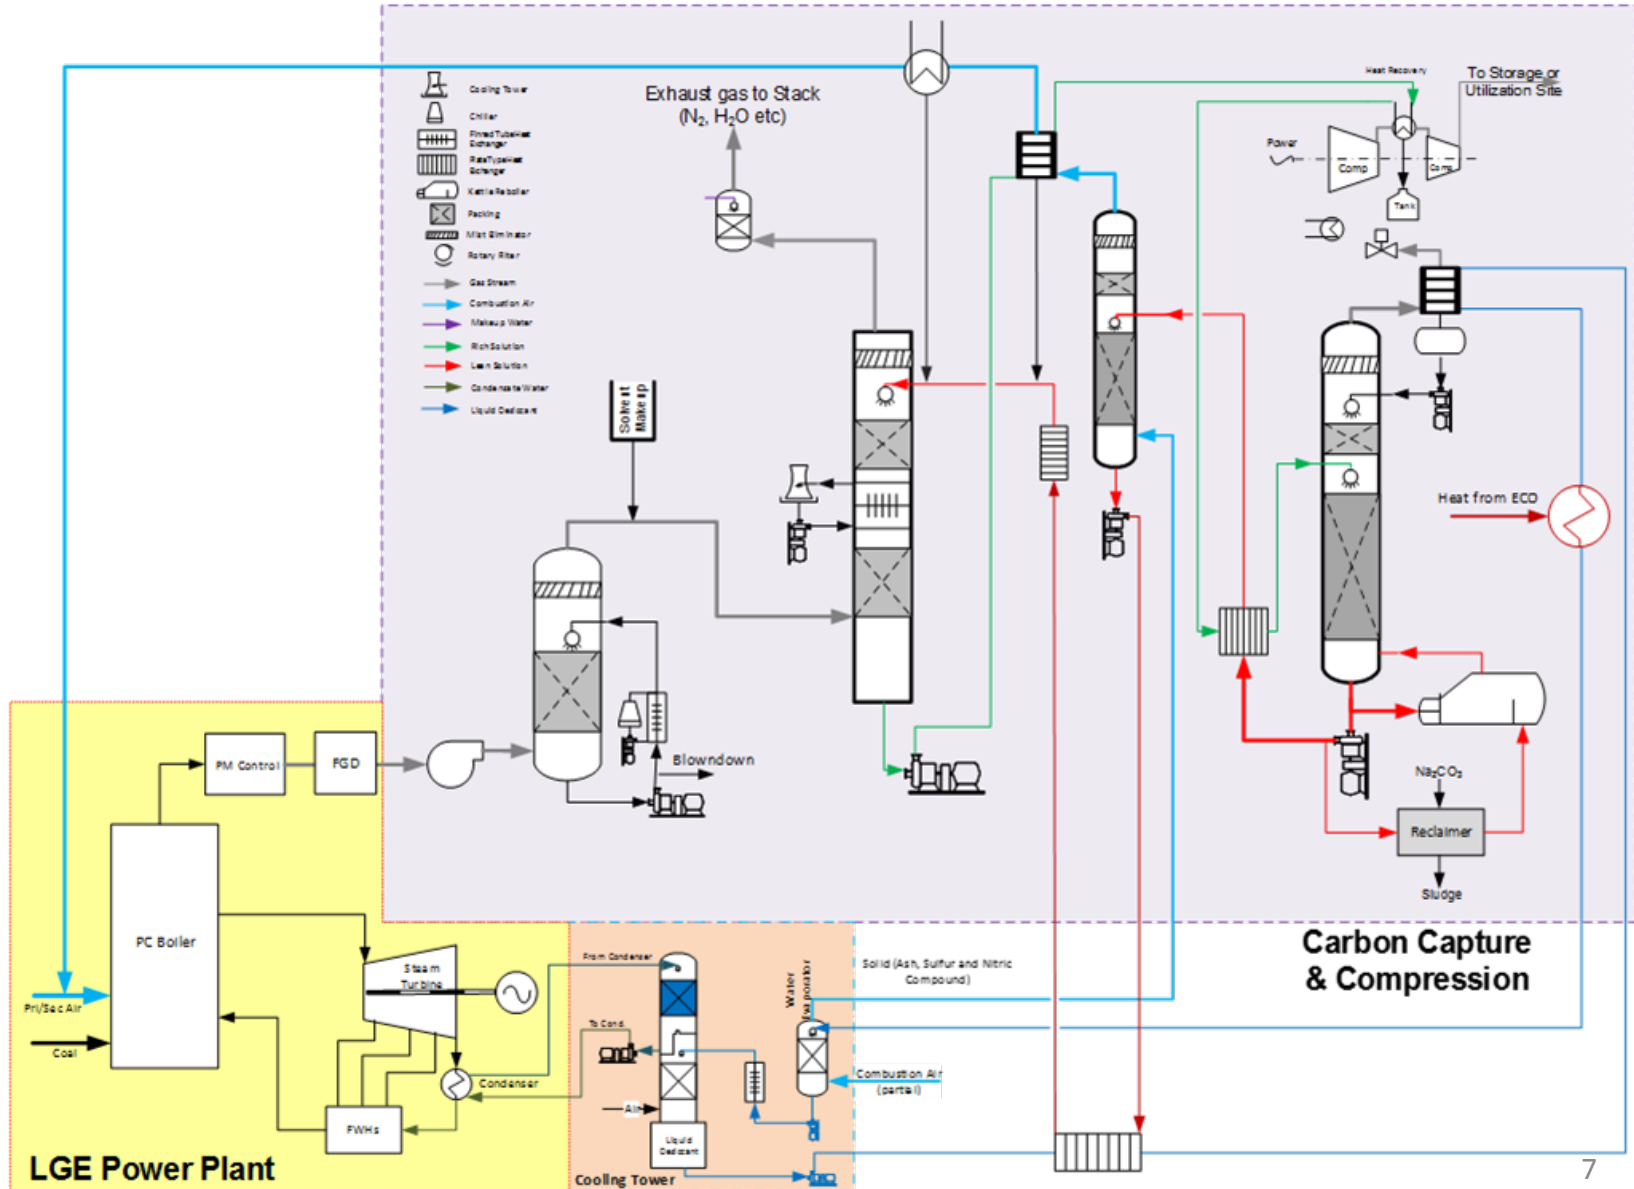 Cooling Tower
Chiller
Finned Tube Heat
Exchanger
Plate Type Heat
Exchanger
Kettle Reboiler
Packing
Mist Eliminator
Rotary Filter
Gas Stream
Combustion Air
Makeup Water
Rich Solution
Lean Solution
Condensate Water
Liquid Desiccant
Exhaust gas to Stack
(N₂, H₂O etc)
Heat Recovery
To Storage or
Utilization Site
Power
Comp
Comp
Tank
Solvent
Makeup
Heat from ECO
Blowndown
Na₂CO₃
Reclaimer
Sludge
Carbon Capture
& Compression
PM Control
FGD
PC Boiler
Steam
Turbine
Pri/Sec Air
Coal
Condenser
FWHs
LGE Power Plant
From Condenser
To Cond.
Air
Liquid
Desiccant
Cooling Tower
Water
Evaporator
Solid (Ash, Sulfur and Nitric
Compound)
Combustion Air
(partial)
7